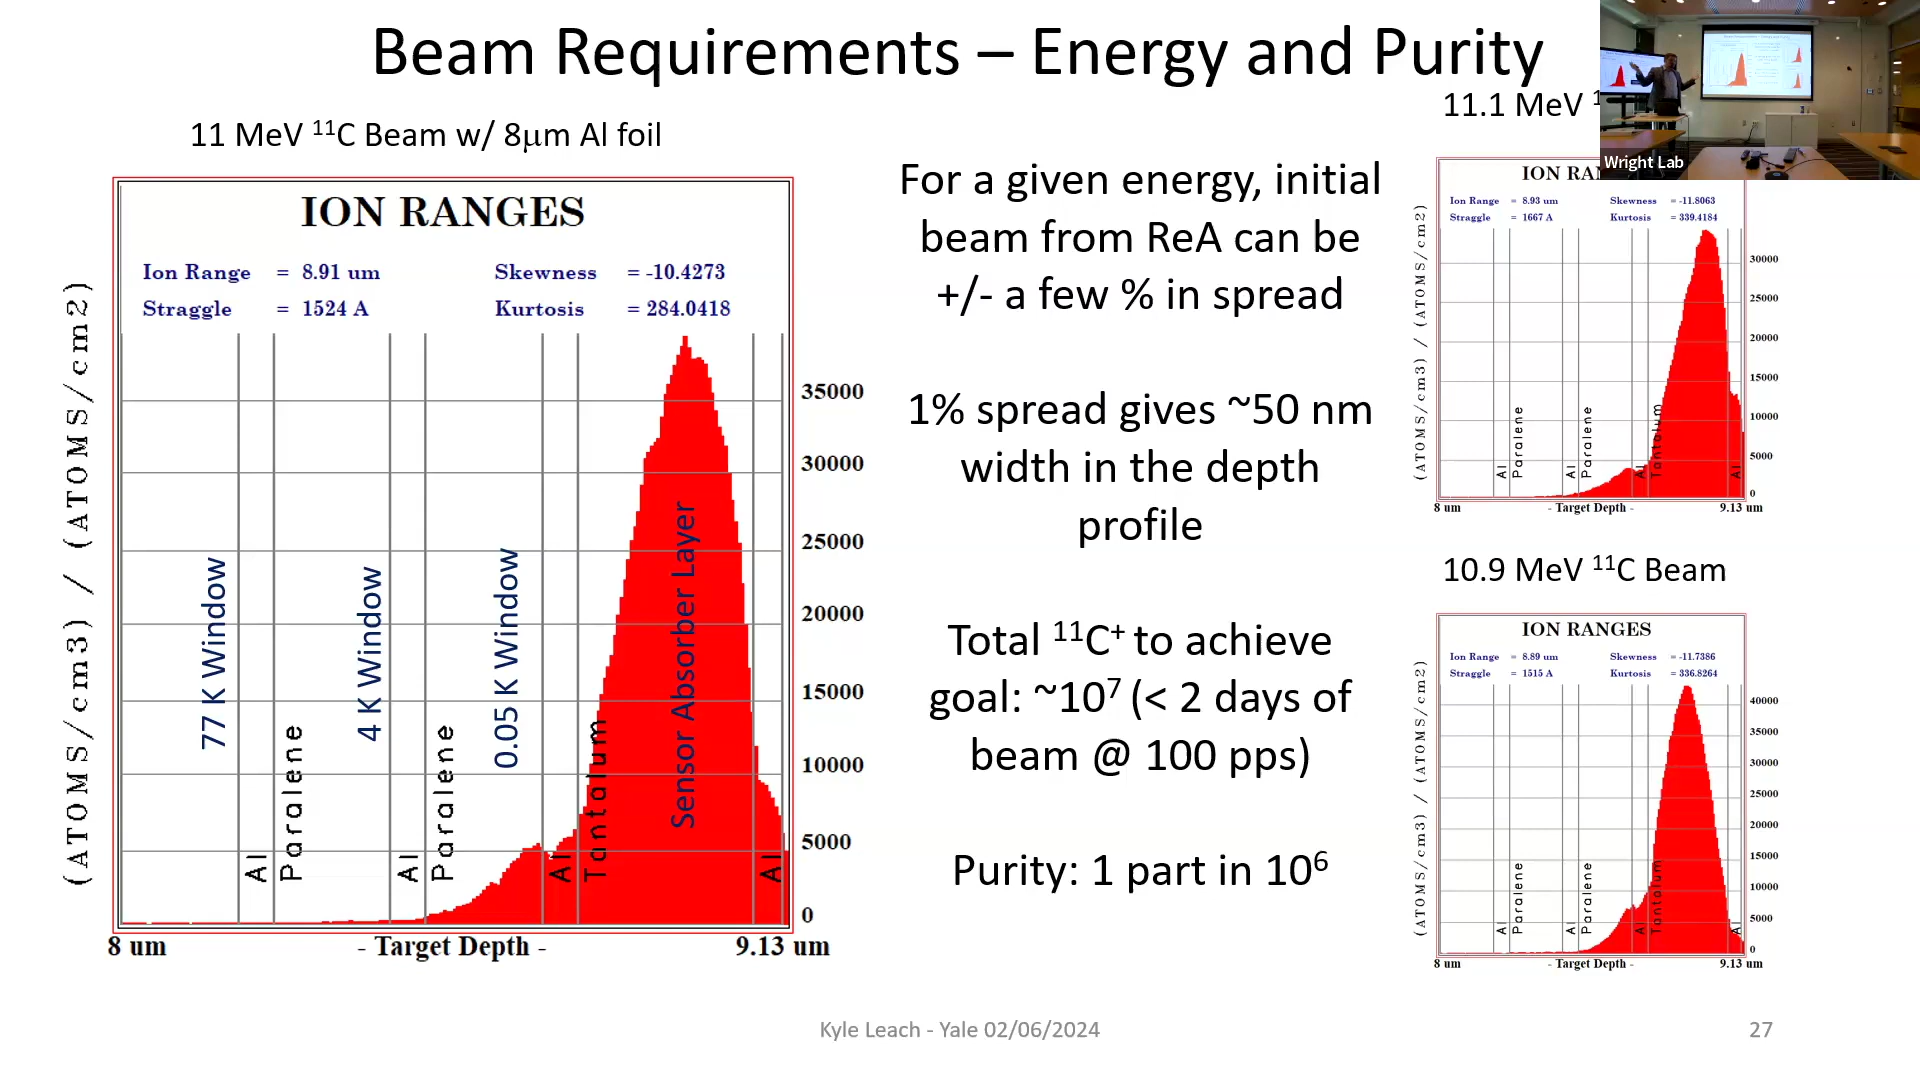 Beam Requirements – Energy and Purity
11 MeV ¹¹C Beam w/ 8μm Al foil
ION RANGES
Ion Range = 8.91 um Skewness = -10.4273
Straggle = 1524 A Kurtosis = 284.0418
(ATOMS/cm3) / (ATOMS/cm2)
35000
30000
25000
20000
15000
10000
5000
0
77 K Window
Al
Paralene
4 K Window
Al
Paralene
0.05 K Window
Al
Tantalum
Sensor Absorber Layer
Al
8 um - Target Depth - 9.13 um
For a given energy, initial
beam from ReA can be
+/- a few % in spread
1% spread gives ~50 nm
width in the depth
profile
Total ¹¹C⁺ to achieve
goal: ~10⁷ (< 2 days of
beam @ 100 pps)
Purity: 1 part in 10⁶
11.1 MeV
Wright Lab
ION RA
Ion Range = 8.93 um Skewness = -11.8063
Straggle = 1667 A Kurtosis = 339.4184
(ATOMS/cm3) / (ATOMS/cm2)
30000
25000
20000
15000
10000
5000
0
Al
Paralene
Al
Paralene
Al
Tantalum
Al
8 um - Target Depth - 9.13 um
10.9 MeV ¹¹C Beam
ION RANGES
Ion Range = 8.89 um Skewness = -11.7386
Straggle = 1515 A Kurtosis = 336.8264
(ATOMS/cm3) / (ATOMS/cm2)
40000
35000
30000
25000
20000
15000
10000
5000
0
Al
Paralene
Al
Paralene
Al
Tantalum
Al
8 um - Target Depth - 9.13 um
Kyle Leach - Yale 02/06/2024
27